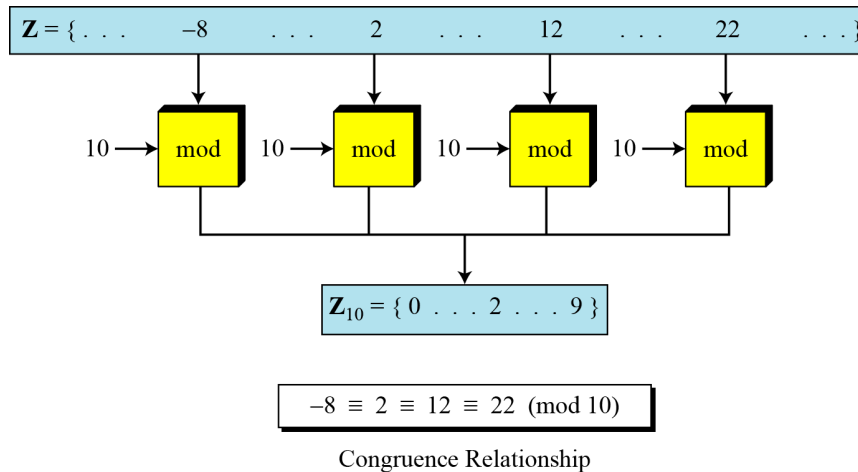 Z = { . . . –8 . . . 2 . . . 12 . . . 22 . . . }
10 mod 10 mod 10 mod 10 mod
Z₁₀ = { 0 . . . 2 . . . 9 }
–8 ≡ 2 ≡ 12 ≡ 22 (mod 10)
Congruence Relationship